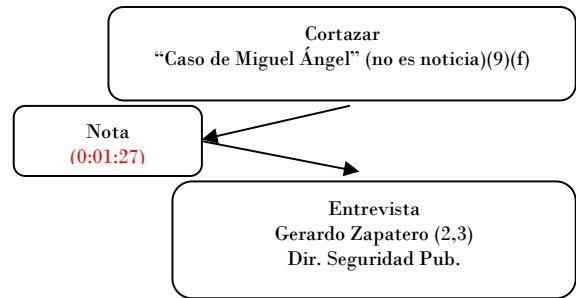 Cortazar
“Caso de Miguel Ángel” (no es noticia)(9)(f)
Nota
(0:01:27)
Entrevista
Gerardo Zapatero (2,3)
Dir. Seguridad Pub.